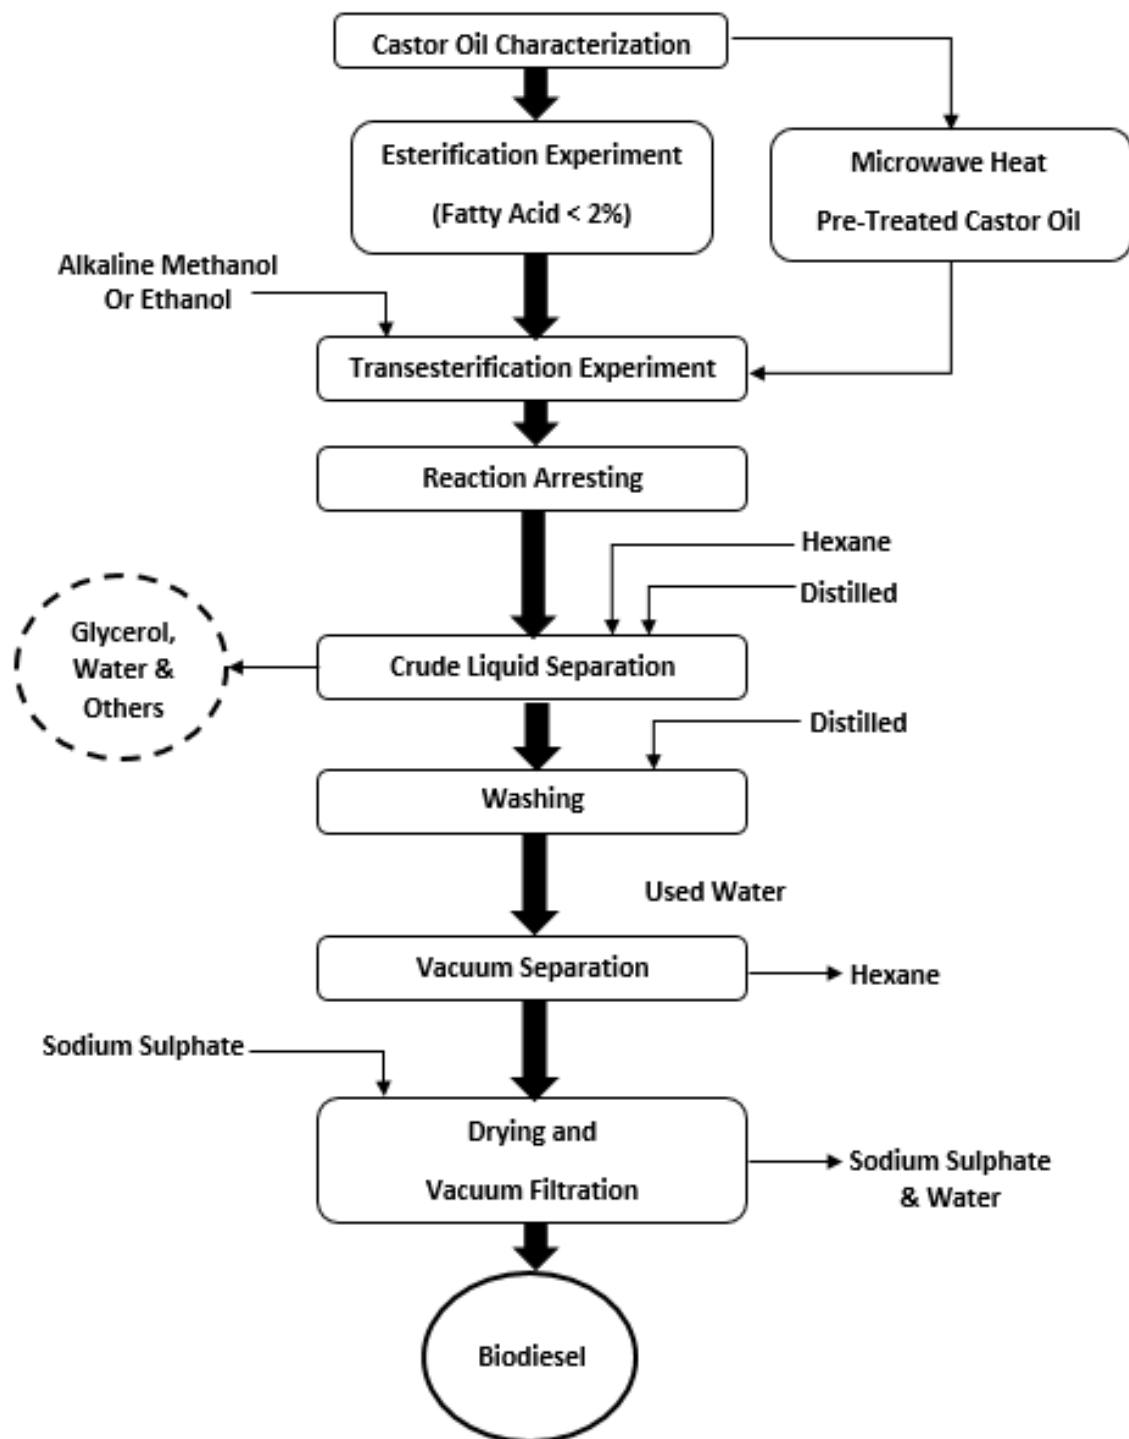 Castor Oil Characterization
Esterification Experiment
(Fatty Acid < 2%)
Microwave Heat
Pre-Treated Castor Oil
Alkaline Methanol
Or Ethanol
Transesterification Experiment
Reaction Arresting
Hexane
Distilled
Glycerol,
Water &
Others
Crude Liquid Separation
Distilled
Washing
Used Water
Vacuum Separation
Hexane
Sodium Sulphate
Drying and
Vacuum Filtration
Sodium Sulphate
& Water
Biodiesel